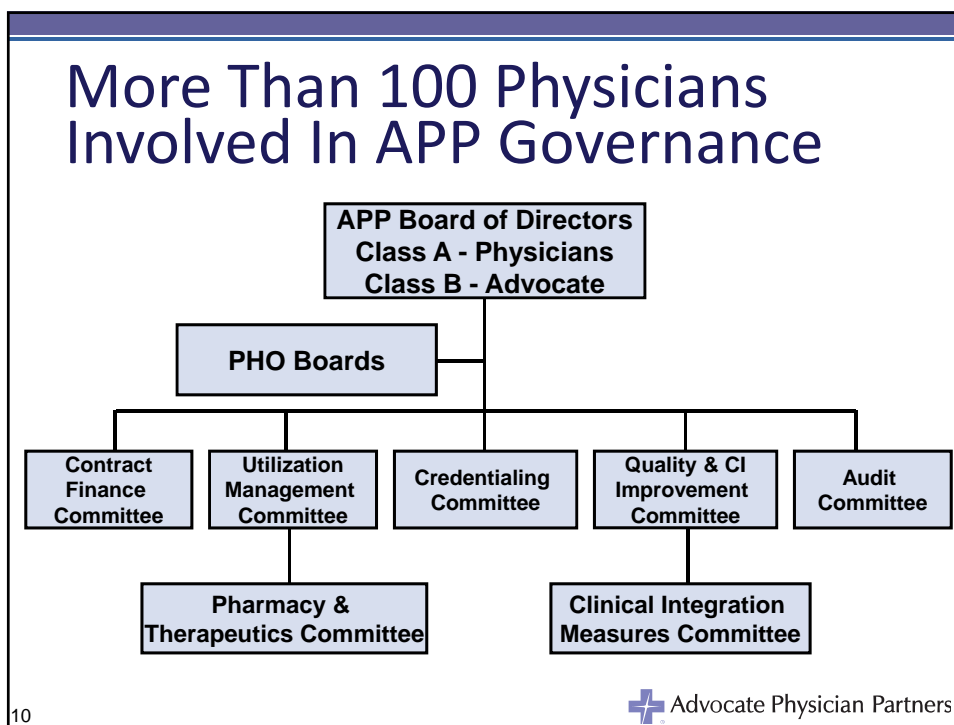 More Than 100 Physicians
Involved In APP Governance
APP Board of Directors
Class A - Physicians
Class B - Advocate
PHO Boards
Contract
Finance
Committee
Utilization
Management
Committee
Credentialing
Committee
Quality & CI
Improvement
Committee
Audit
Committee
Pharmacy &
Therapeutics Committee
Clinical Integration
Measures Committee
10
Advocate Physician Partners